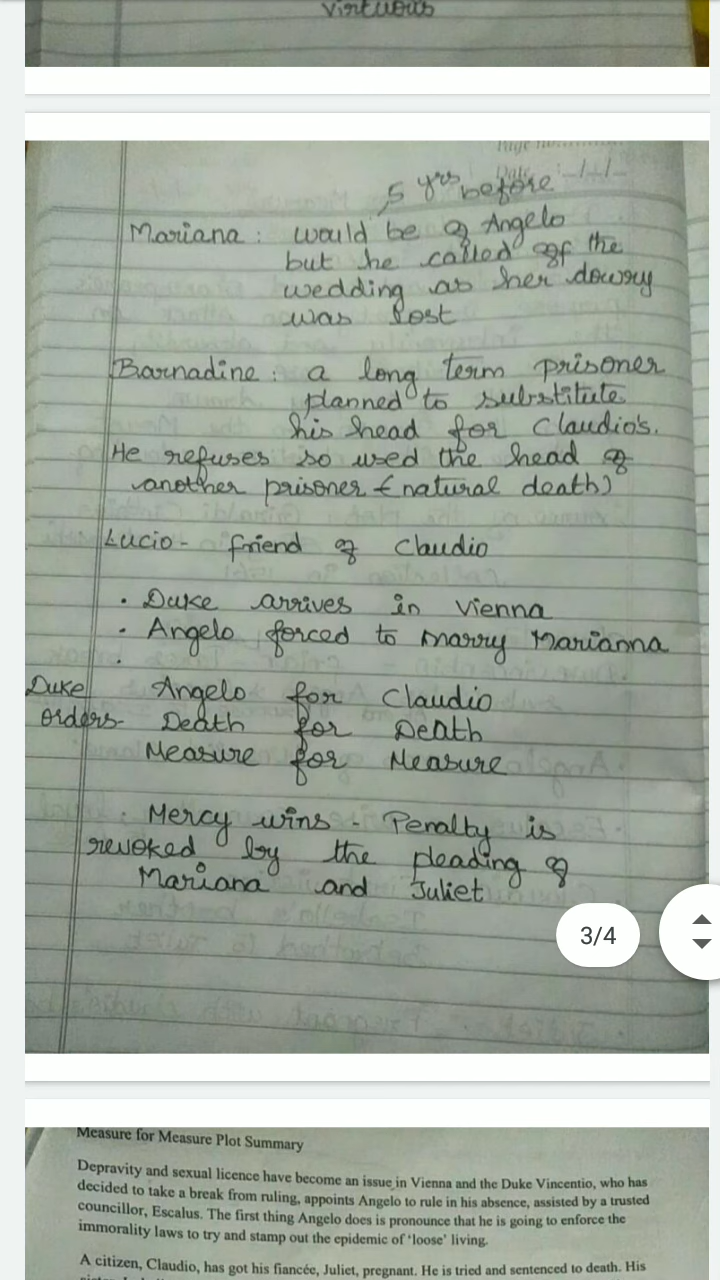 virtuous
5 yrs before
Mariana : would be of Angelo
but he called off the
wedding as her dowry
was lost
Barnadine : a long term prisoner
planned to substitute
his head for Claudio's.
He refuses so used the head of
another prisoner (natural death)
Lucio - friend of Claudio
. Duke arrives in Vienna
. Angelo forced to marry Marianna
.
Duke Angelo for Claudio
orders- Death for Death
Measure for Measure
. Mercy wins - Penalty is
revoked by the pleading of
Mariana and Juliet
3/4
Measure for Measure Plot Summary
Depravity and sexual licence have become an issue in Vienna and the Duke Vincentio, who has
decided to take a break from ruling, appoints Angelo to rule in his absence, assisted by a trusted
councillor, Escalus. The first thing Angelo does is pronounce that he is going to enforce the
immorality laws to try and stamp out the epidemic of 'loose' living.
A citizen, Claudio, has got his fiancée, Juliet, pregnant. He is tried and sentenced to death. His